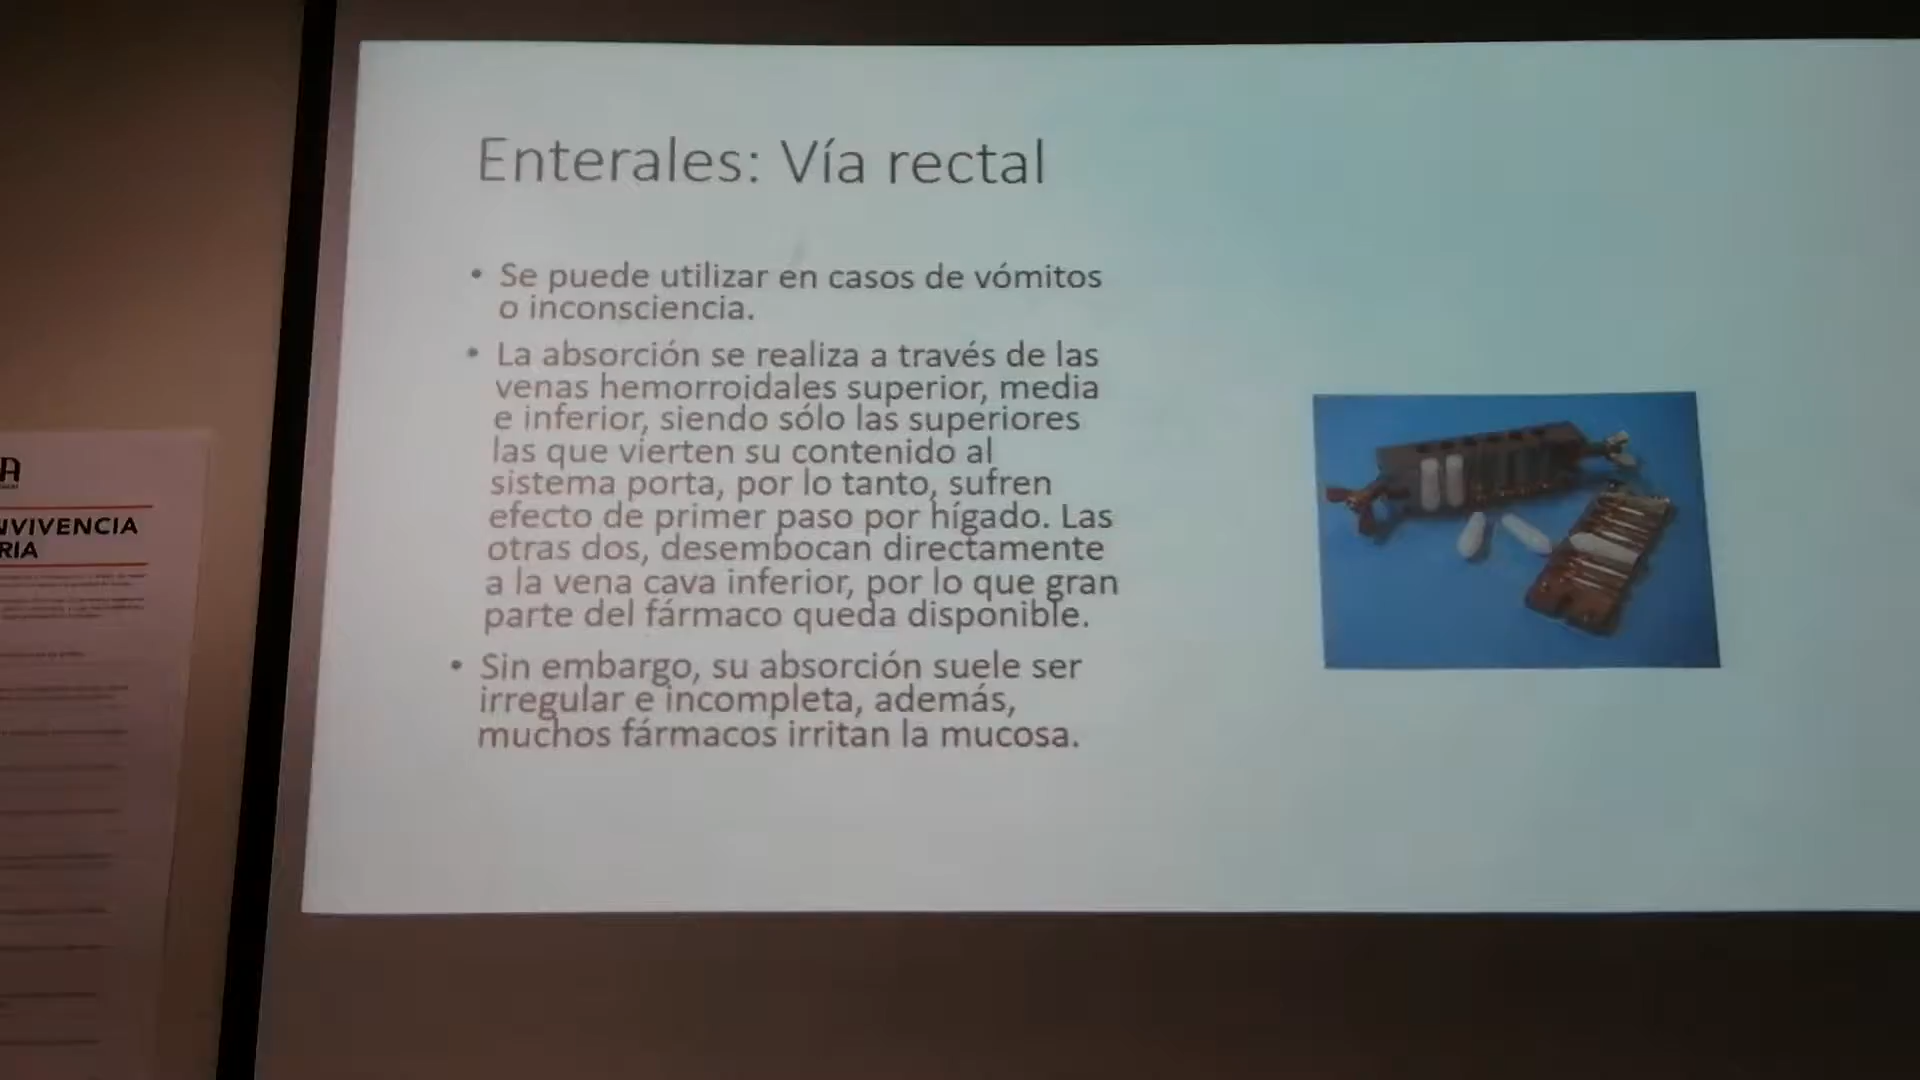 Enterales: Vía rectal
• Se puede utilizar en casos de vómitos
o inconsciencia.
• La absorción se realiza a través de las
venas hemorroidales superior, media
e inferior, siendo sólo las superiores
las que vierten su contenido al
sistema porta, por lo tanto, sufren
efecto de primer paso por hígado. Las
otras dos, desembocan directamente
a la vena cava inferior, por lo que gran
parte del fármaco queda disponible.
• Sin embargo, su absorción suele ser
irregular e incompleta, además,
muchos fármacos irritan la mucosa.
NVIVENCIA
RIA